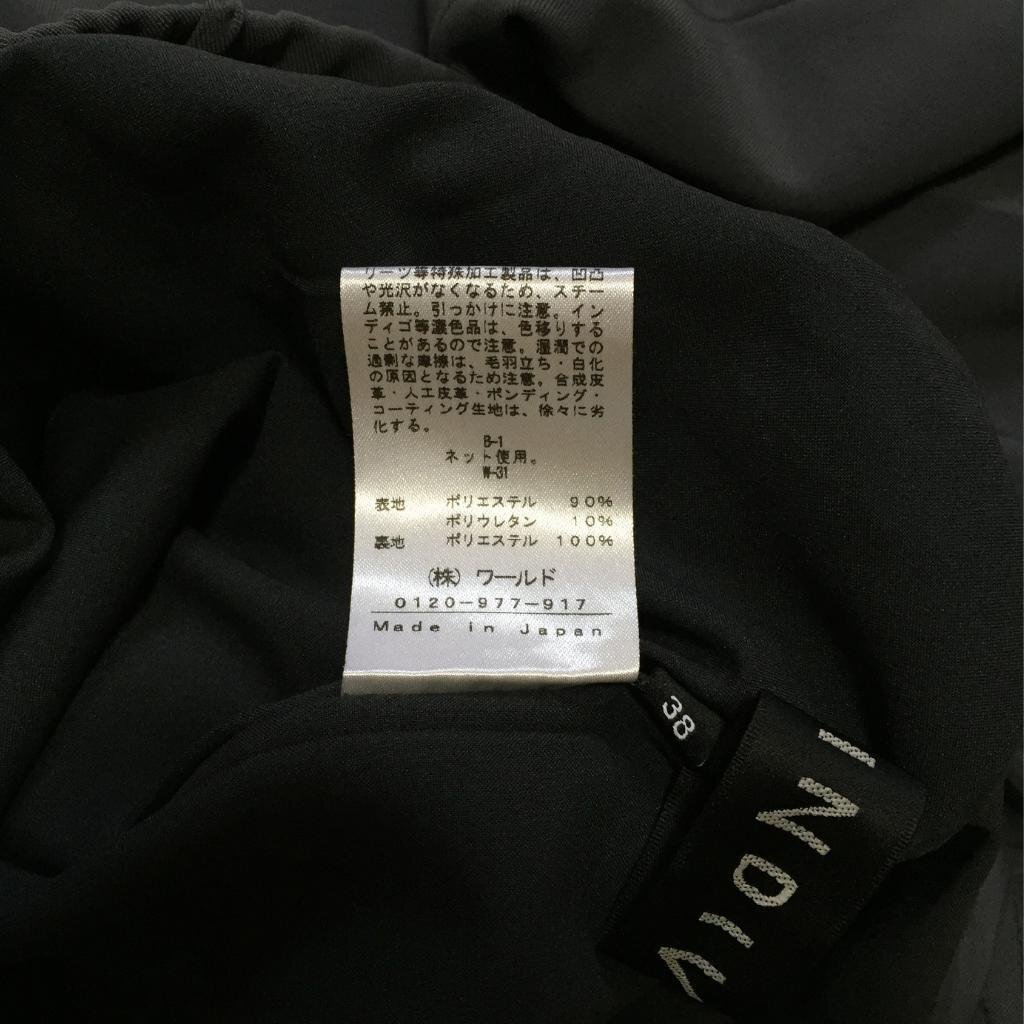 リーツ等特殊加工製品は、凹凸
や光沢がなくなるため、スチー
ム禁止。引っかけに注意。イン
ディゴ等濃色品は、色移りする
ことがあるので注意。湿潤での
過剰な摩擦は、毛羽立ち・白化
の原因となるため注意。合成皮
革・人工皮革・ボンディング・
コーティング生地は、徐々に劣
化する。
B-1
ネット使用。
W-31
表地 ポリエステル 90%
ポリウレタン 10%
裏地 ポリエステル 100%
(株) ワールド
0120-977-917
Made in Japan
38
INDIV